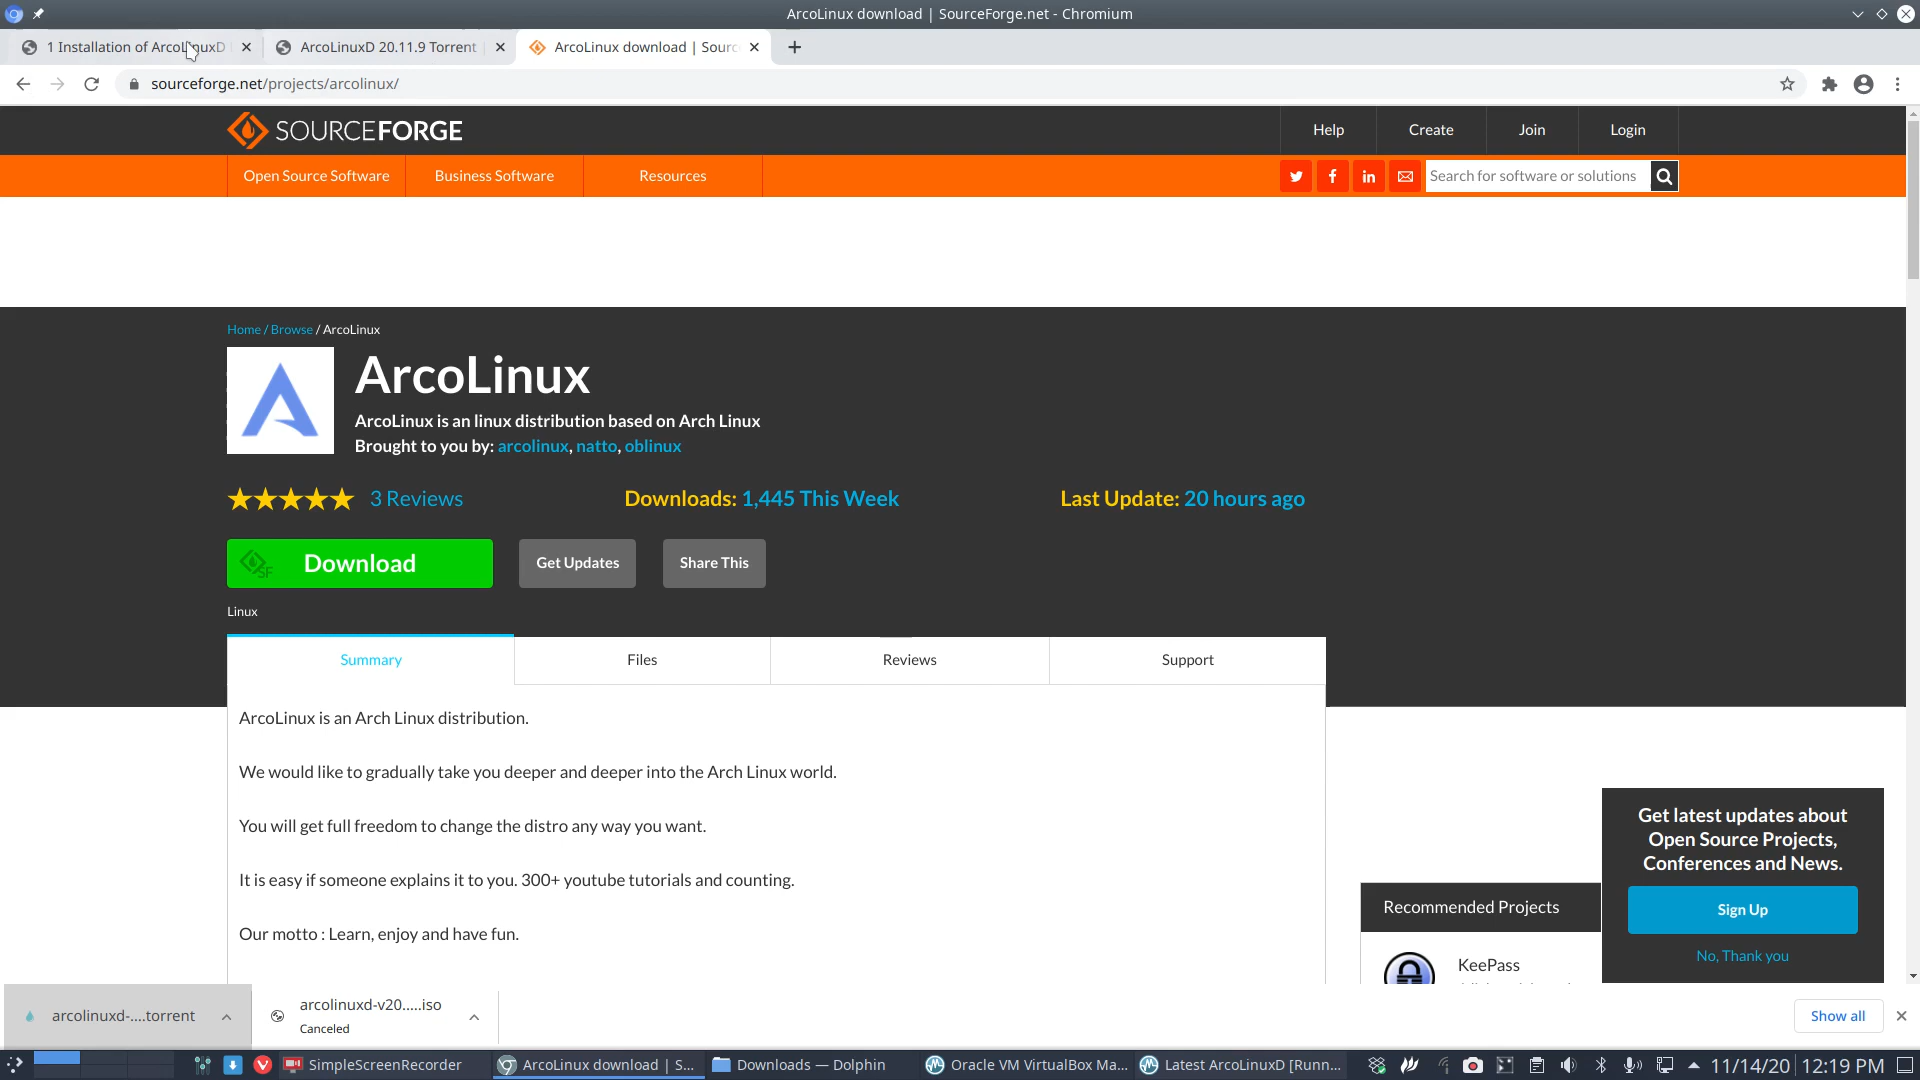 ArcoLinux download | SourceForge.net - Chromium
1 Installation of ArcoLinuxD
ArcoLinuxD 20.11.9 Torrent
ArcoLinux download | Sourc
sourceforge.net/projects/arcolinux/
SOURCEFORGE
Help
Create
Join
Login
Open Source Software
Business Software
Resources
Search for software or solutions
Home / Browse / ArcoLinux
ArcoLinux
ArcoLinux is an linux distribution based on Arch Linux
Brought to you by: arcolinux, natto, oblinux
3 Reviews
Downloads: 1,445 This Week
Last Update: 20 hours ago
SF
Download
Get Updates
Share This
Linux
Summary
Files
Reviews
Support
ArcoLinux is an Arch Linux distribution.
We would like to gradually take you deeper and deeper into the Arch Linux world.
You will get full freedom to change the distro any way you want.
It is easy if someone explains it to you. 300+ youtube tutorials and counting.
Our motto : Learn, enjoy and have fun.
Get latest updates about
Open Source Projects,
Conferences and News.
Sign Up
No, Thank you
Recommended Projects
KeePass
arcolinuxd-....torrent
arcolinuxd-v20.....iso
Canceled
Show all
SimpleScreenRecorder
ArcoLinux download | S...
Downloads — Dolphin
Oracle VM VirtualBox Ma...
Latest ArcoLinuxD [Runn...
11/14/20
12:19 PM